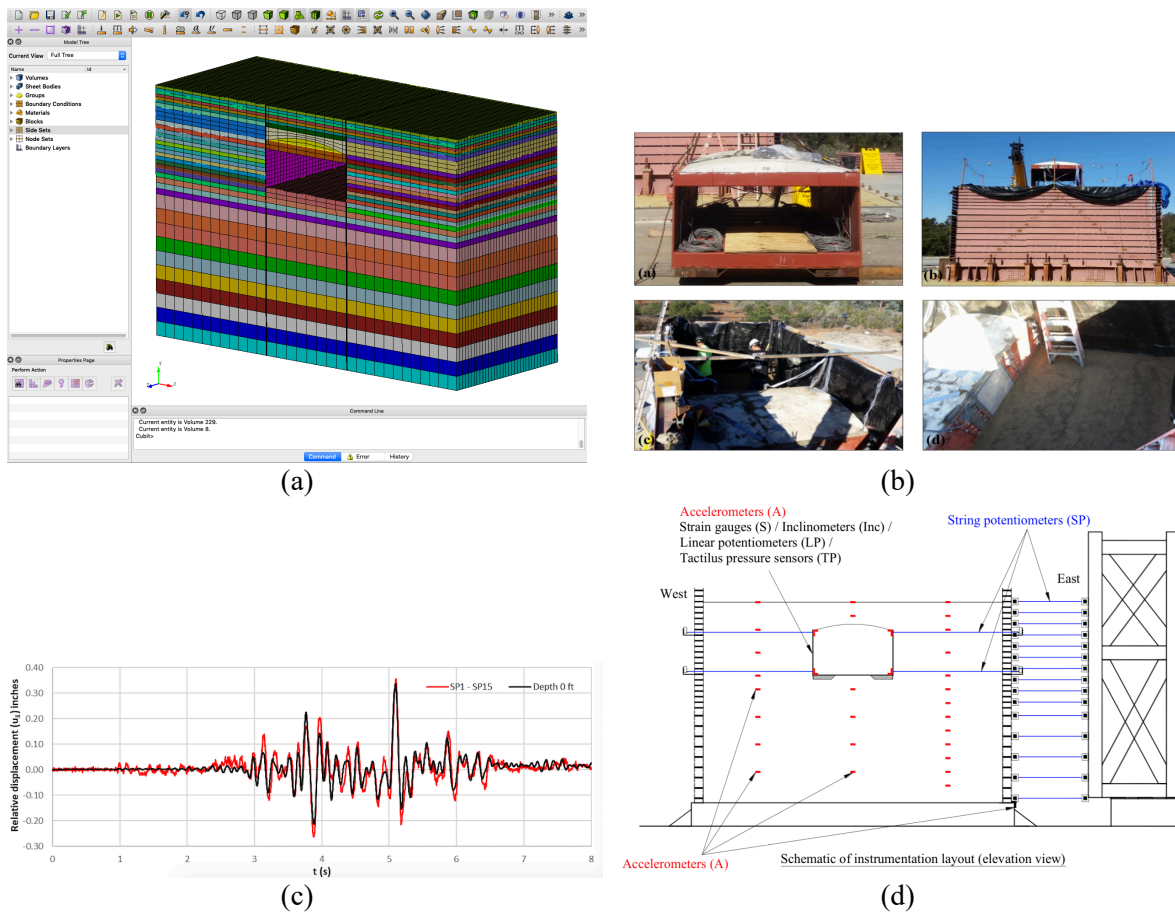 Model Tree
Current View Full Tree
Name Id
Volumes
Sheet Bodies
Groups
Boundary Conditions
Materials
Blocks
Side Sets
Node Sets
Boundary Layers
Properties Page
Perform Action
Y
Z X
Command Line
Current entity is Volume 229.
Current entity is Volume 8.
Cubit>
Command Error History
(a)
(a)
(b)
(c)
(d)
(b)
Relative displacement (uₓ) inches
0.40
0.30
0.20
0.10
0.00
-0.10
-0.20
-0.30
SP1 - SP15 Depth 0 ft
0 1 2 3 4 5 6 7 8
t (s)
(c)
Accelerometers (A)
Strain gauges (S) / Inclinometers (Inc) /
Linear potentiometers (LP) /
Tactilus pressure sensors (TP)
String potentiometers (SP)
West
East
Accelerometers (A)
Schematic of instrumentation layout (elevation view)
(d)